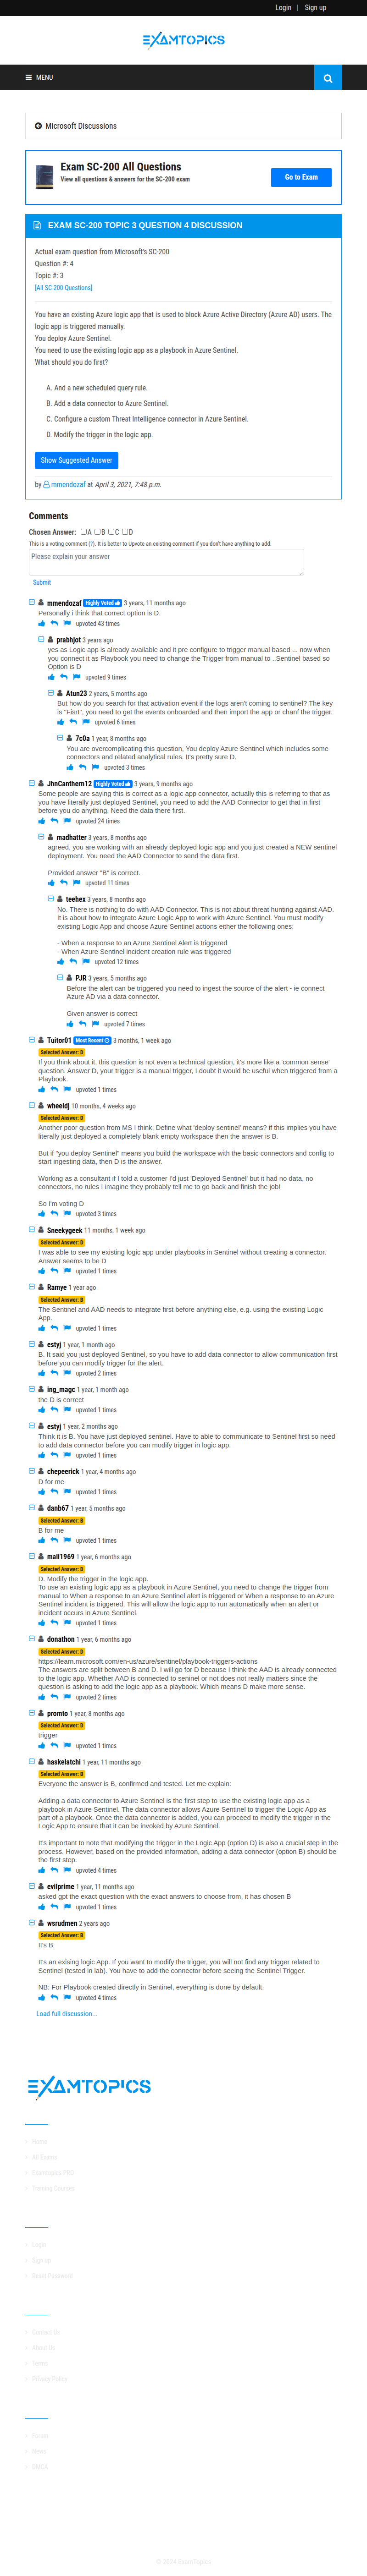 Login | Sign up
EXAMTOPICS
MENU
Microsoft Discussions
Exam SC-200 All Questions
View all questions & answers for the SC-200 exam
Go to Exam
EXAM SC-200 TOPIC 3 QUESTION 4 DISCUSSION
Actual exam question from Microsoft's SC-200
Question #: 4
Topic #: 3
[All SC-200 Questions]
You have an existing Azure logic app that is used to block Azure Active Directory (Azure AD) users. The
logic app is triggered manually.
You deploy Azure Sentinel.
You need to use the existing logic app as a playbook in Azure Sentinel.
What should you do first?
A. And a new scheduled query rule.
B. Add a data connector to Azure Sentinel.
C. Configure a custom Threat Intelligence connector in Azure Sentinel.
D. Modify the trigger in the logic app.
Show Suggested Answer
by mmendozaf at April 3, 2021, 7:48 p.m.
Comments
Chosen Answer: A B C D
This is a voting comment (?). It is better to Upvote an existing comment if you don't have anything to add.
Please explain your answer
Submit
mmendozaf Highly Voted 3 years, 11 months ago
Personally i think that correct option is D.
upvoted 43 times
prabhjot 3 years ago
yes as Logic app is already available and it pre configure to trigger manual based ... now when
you connect it as Playbook you need to change the Trigger from manual to ..Sentinel based so
Option is D
upvoted 9 times
Atun23 2 years, 5 months ago
But how do you search for that activation event if the logs aren't coming to sentinel? The key
is "Fisrt", you need to get the events onboarded and then import the app or chanf the trigger.
upvoted 6 times
7c0a 1 year, 8 months ago
You are overcomplicating this question, You deploy Azure Sentinel which includes some
connectors and related analytical rules. It's pretty sure D.
upvoted 3 times
JhnCanthern12 Highly Voted 3 years, 9 months ago
Some people are saying this is correct as a logic app connector, actually this is referring to that as
you have literally just deployed Sentinel, you need to add the AAD Connector to get that in first
before you do anything. Need the data there first.
upvoted 24 times
madhatter 3 years, 8 months ago
agreed, you are working with an already deployed logic app and you just created a NEW sentinel
deployment. You need the AAD Connector to send the data first.
Provided answer "B" is correct.
upvoted 11 times
teehex 3 years, 8 months ago
No. There is nothing to do with AAD Connector. This is not about threat hunting against AAD.
It is about how to integrate Azure Logic App to work with Azure Sentinel. You must modify
existing Logic App and choose Azure Sentinel actions either the following ones:
- When a response to an Azure Sentinel Alert is triggered
- When Azure Sentinel incident creation rule was triggered
upvoted 12 times
PJR 3 years, 5 months ago
Before the alert can be triggered you need to ingest the source of the alert - ie connect
Azure AD via a data connector.
Given answer is correct
upvoted 7 times
Tuitor01 Most Recent 3 months, 1 week ago
Selected Answer: D
If you think about it, this question is not even a technical question, it's more like a 'common sense'
question. Answer D, your trigger is a manual trigger, I doubt it would be useful when triggered from a
Playbook.
upvoted 1 times
wheeldj 10 months, 4 weeks ago
Selected Answer: D
Another poor question from MS I think. Define what 'deploy sentinel' means? if this implies you have
literally just deployed a completely blank empty workspace then the answer is B.
But if "you deploy Sentinel" means you build the workspace with the basic connectors and config to
start ingesting data, then D is the answer.
Working as a consultant if I told a customer I'd just 'Deployed Sentinel' but it had no data, no
connectors, no rules I imagine they probably tell me to go back and finish the job!
So I'm voting D
upvoted 3 times
Sneekygeek 11 months, 1 week ago
Selected Answer: D
I was able to see my existing logic app under playbooks in Sentinel without creating a connector.
Answer seems to be D
upvoted 1 times
Ramye 1 year ago
Selected Answer: B
The Sentinel and AAD needs to integrate first before anything else, e.g. using the existing Logic
App.
upvoted 1 times
estyj 1 year, 1 month ago
B. It said you just deployed Sentinel, so you have to add data connector to allow communication first
before you can modify trigger for the alert.
upvoted 2 times
ing_magc 1 year, 1 month ago
the D is correct
upvoted 1 times
estyj 1 year, 2 months ago
Think it is B. You have just deployed sentinel. Have to able to communicate to Sentinel first so need
to add data connector before you can modify trigger in logic app.
upvoted 1 times
chepeerick 1 year, 4 months ago
D for me
upvoted 1 times
danb67 1 year, 5 months ago
Selected Answer: B
B for me
upvoted 1 times
mali1969 1 year, 6 months ago
Selected Answer: D
D. Modify the trigger in the logic app.
To use an existing logic app as a playbook in Azure Sentinel, you need to change the trigger from
manual to When a response to an Azure Sentinel alert is triggered or When a response to an Azure
Sentinel incident is triggered. This will allow the logic app to run automatically when an alert or
incident occurs in Azure Sentinel.
upvoted 1 times
donathon 1 year, 6 months ago
Selected Answer: D
https://learn.microsoft.com/en-us/azure/sentinel/playbook-triggers-actions
The answers are split between B and D. I will go for D because I think the AAD is already connected
to the logic app. Whether AAD is connected to seninel or not does not really matters since the
question is asking to add the logic app as a playbook. Which means D make more sense.
upvoted 2 times
promto 1 year, 8 months ago
Selected Answer: D
trigger
upvoted 1 times
haskelatchi 1 year, 11 months ago
Selected Answer: B
Everyone the answer is B, confirmed and tested. Let me explain:
Adding a data connector to Azure Sentinel is the first step to use the existing logic app as a
playbook in Azure Sentinel. The data connector allows Azure Sentinel to trigger the Logic App as
part of a playbook. Once the data connector is added, you can proceed to modify the trigger in the
Logic App to ensure that it can be invoked by Azure Sentinel.
It's important to note that modifying the trigger in the Logic App (option D) is also a crucial step in the
process. However, based on the provided information, adding a data connector (option B) should be
the first step.
upvoted 4 times
evilprime 1 year, 11 months ago
asked gpt the exact question with the exact answers to choose from, it has chosen B
upvoted 1 times
wsrudmen 2 years ago
Selected Answer: B
It's B
It's an exising logic App. If you want to modify the trigger, you will not find any trigger related to
Sentinel (tested in lab). You have to add the connector before seeing the Sentinel Trigger.
NB: For Playbook created directly in Sentinel, everything is done by default.
upvoted 4 times
Load full discussion...
EXAMTOPICS
Home
All Exams
Examtopics PRO
Training Courses
Login
Sign up
Reset Password
Contact Us
About Us
Terms
Privacy Policy
Forum
News
DMCA
© 2024 ExamTopics